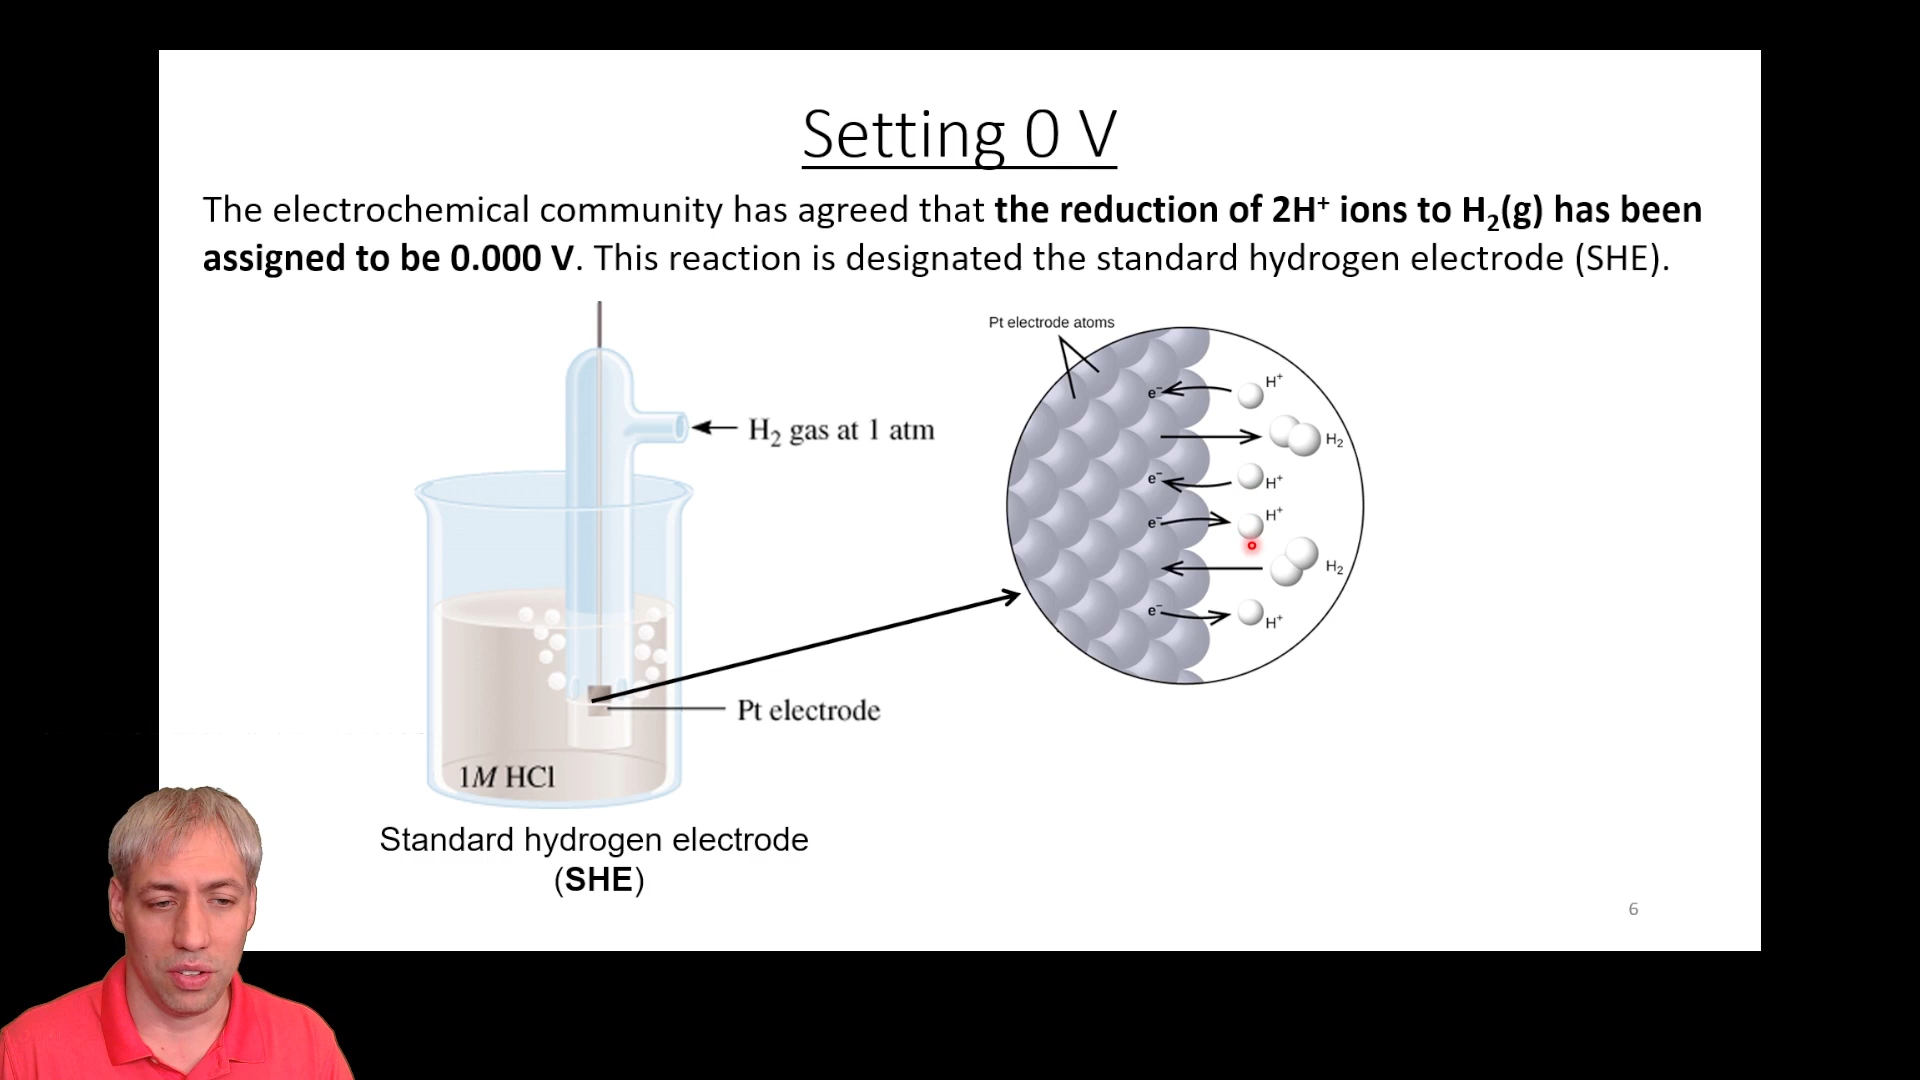 Setting 0 V
The electrochemical community has agreed that the reduction of 2H⁺ ions to H₂(g) has been
assigned to be 0.000 V. This reaction is designated the standard hydrogen electrode (SHE).
Pt electrode atoms
H₂ gas at 1 atm
e⁻ H⁺
H₂
e⁻ H⁺
e⁻ H⁺
H₂
e⁻ H⁺
Pt electrode
1M HCl
Standard hydrogen electrode
(SHE)
6